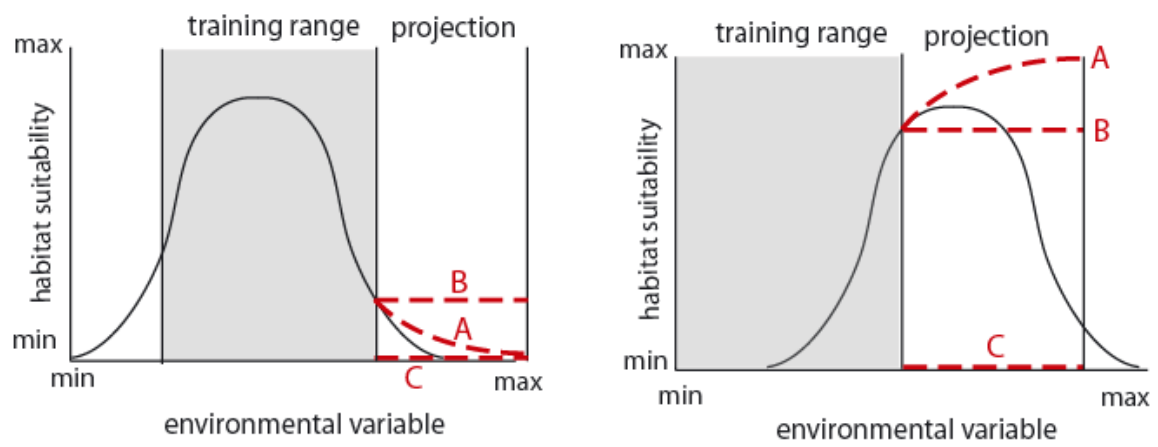 training range projection
max
habitat suitability
B
A
min
C
min
max
environmental variable
training range projection
max
A
B
habitat suitability
C
min
min
max
environmental variable